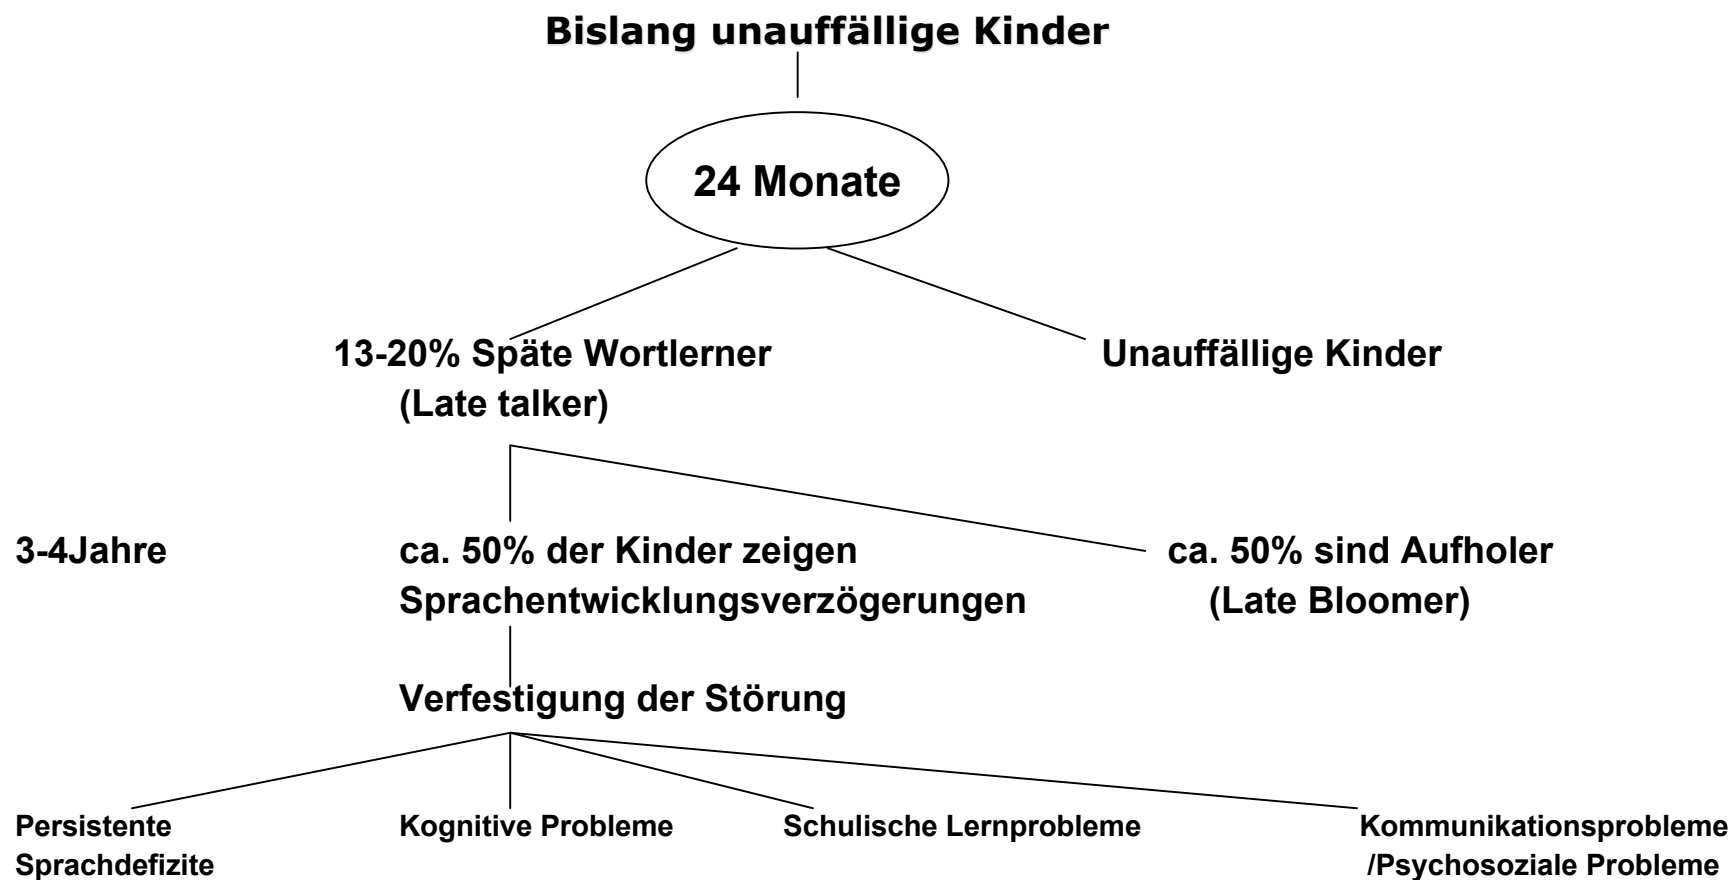 Bislang unauffällige Kinder
24 Monate
13-20% Späte Wortlerner
(Late talker)
Unauffällige Kinder
3-4Jahre
ca. 50% der Kinder zeigen
Sprachentwicklungsverzögerungen
ca. 50% sind Aufholer
(Late Bloomer)
Verfestigung der Störung
Persistente
Sprachdefizite
Kognitive Probleme
Schulische Lernprobleme
Kommunikationsprobleme
/Psychosoziale Probleme